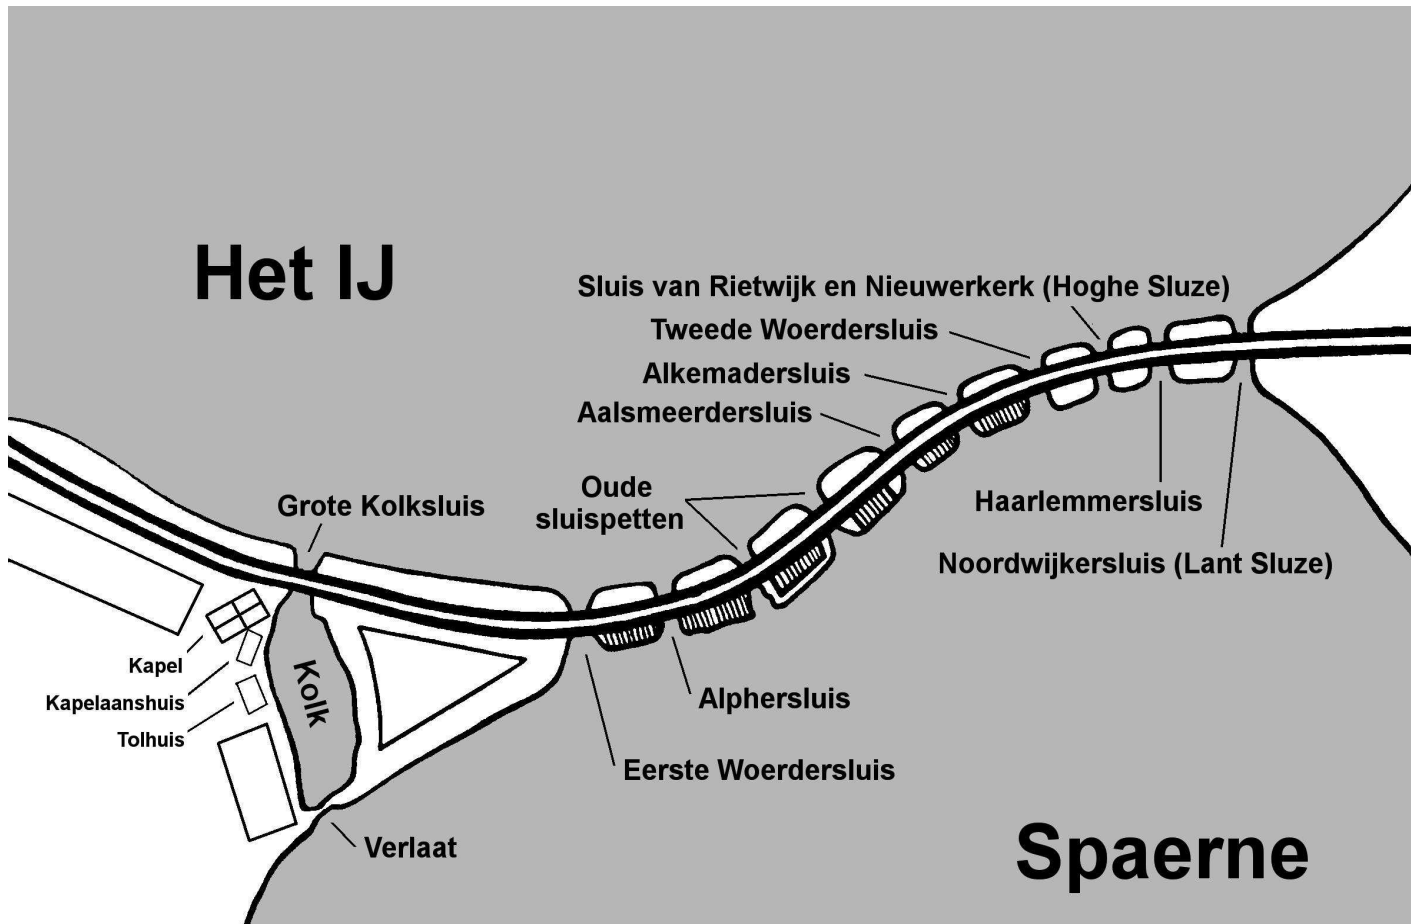 Het IJ
Sluis van Rietwijk en Nieuwerkerk (Hoghe Sluze)
Tweede Woerdersluis
Alkemadersluis
Aalsmeerdersluis
Oude
sluispetten
Grote Kolksluis
Haarlemmersluis
Noordwijkersluis (Lant Sluze)
Kapel
Kapelaanshuis
Tolhuis
Kolk
Alphersluis
Eerste Woerdersluis
Verlaat
Spaerne